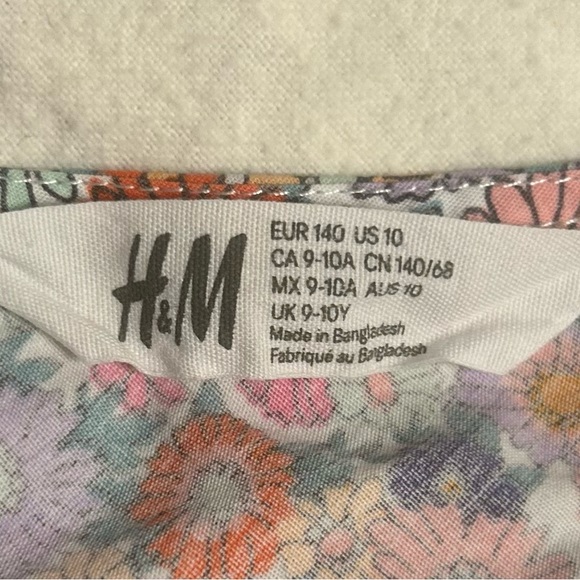 H&M
EUR 140 US 10
CA 9-10A CN 140/68
MX 9-10A AUS 10
UK 9-10Y
Made in Bangladesh
Fabriqué au Bangladesh